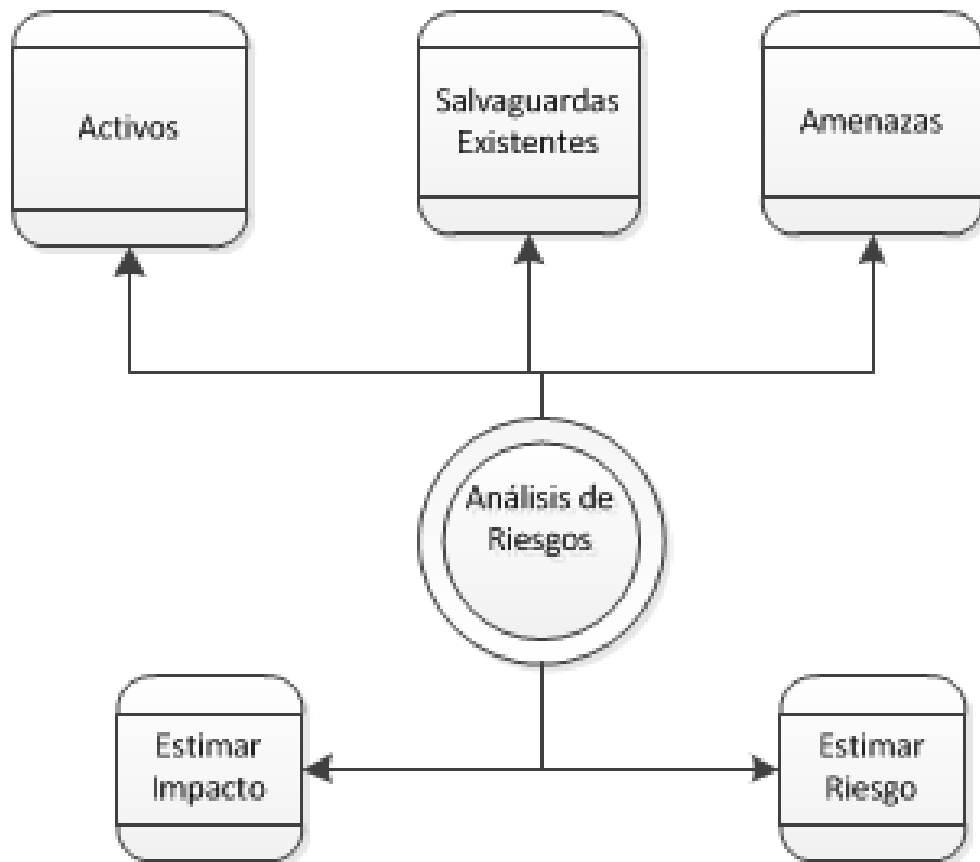 Activos
Salvaguardas
Existentes
Amenazas
Análisis de
Riesgos
Estimar
Impacto
Estimar
Riesgo